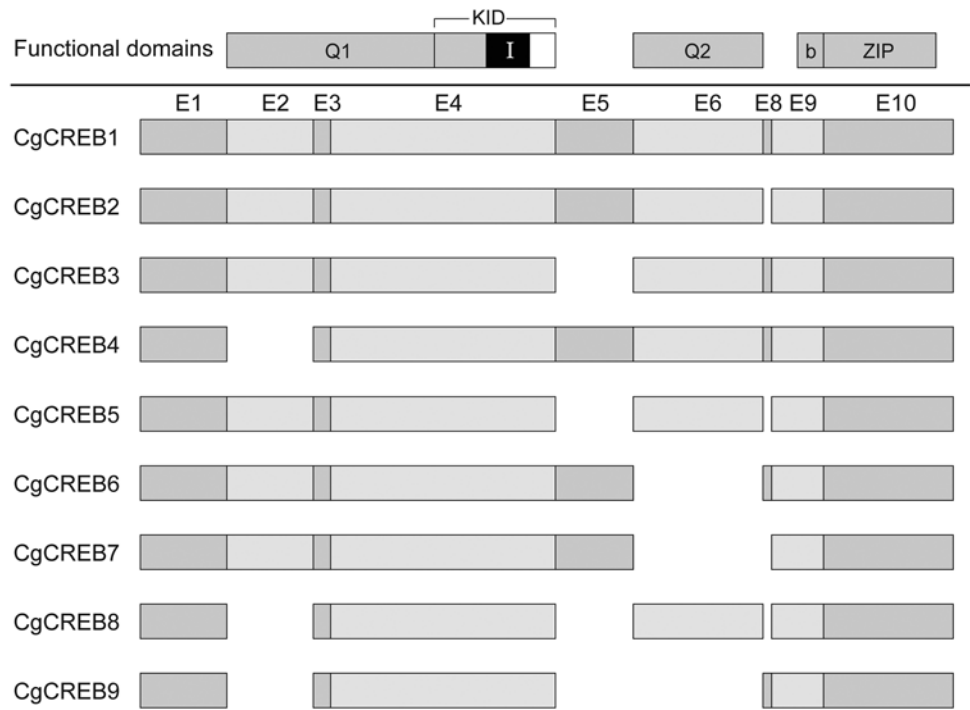 KID
Functional domains Q1 I Q2 b ZIP
E1 E2 E3 E4 E5 E6 E8 E9 E10
CgCREB1
CgCREB2
CgCREB3
CgCREB4
CgCREB5
CgCREB6
CgCREB7
CgCREB8
CgCREB9